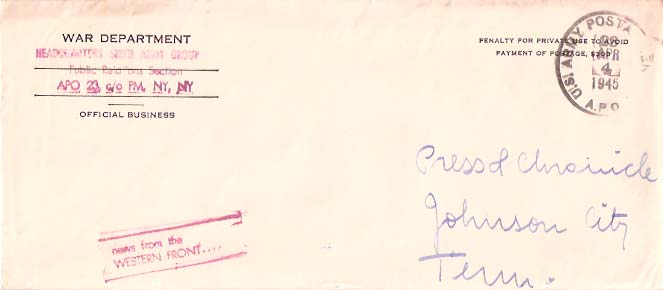 WAR DEPARTMENT
HEADQUARTERS SIXTH ARMY GROUP
Public Relations Section
APO 23, c/o PM, NY, NY
OFFICIAL BUSINESS
PENALTY FOR PRIVATE USE TO AVOID
PAYMENT OF POSTAGE, $300
U.S. ARMY POSTA
APR
4
1945
A.P.O.
Press Chronicle
Johnson City
Tenn.
news from the
WESTERN FRONT....